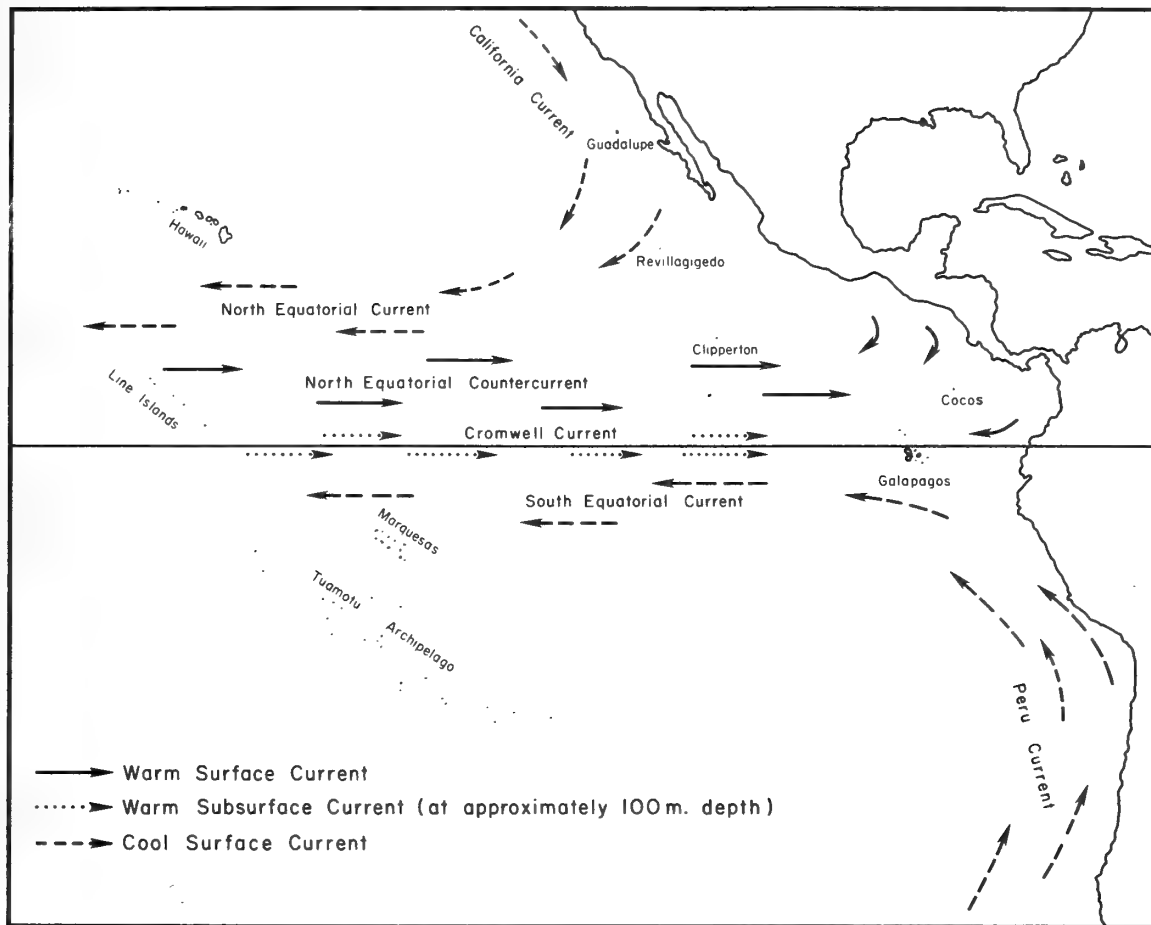 California Current
Guadalupe
Hawaii
Revillagigedo
North Equatorial Current
Clipperton
Line Islands
North Equatorial Countercurrent
Cocos
Cromwell Current
Galapagos
South Equatorial Current
Marquesas
Tuamotu Archipelago
Peru Current
Warm Surface Current
Warm Subsurface Current (at approximately 100 m. depth)
Cool Surface Current